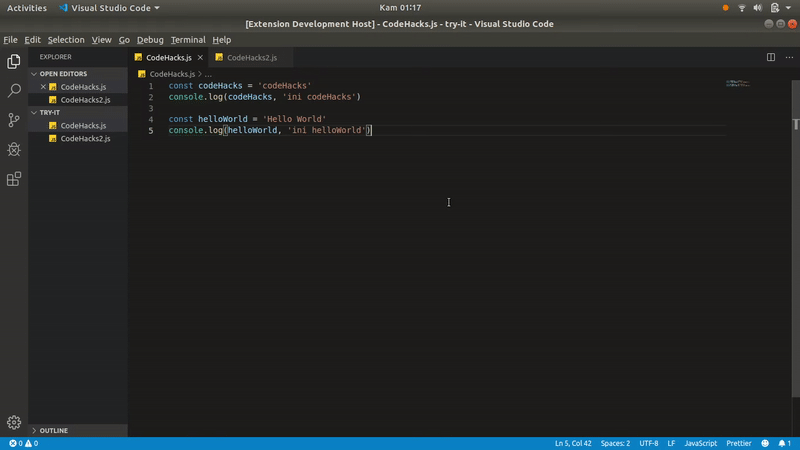 Activities Visual Studio Code Kam 01:17
[Extension Development Host] - CodeHacks.js - try-it - Visual Studio Code
File Edit Selection View Go Debug Terminal Help
EXPLORER
OPEN EDITORS
CodeHacks.js
CodeHacks2.js
TRY-IT
CodeHacks.js
CodeHacks2.js
OUTLINE
CodeHacks.js CodeHacks2.js
CodeHacks.js > ...
1 const codeHacks = 'codeHacks'
2 console.log(codeHacks, 'ini codeHacks')
3
4 const helloWorld = 'Hello World'
5 console.log(helloWorld, 'ini helloWorld')
0 0 Ln 5, Col 42 Spaces: 2 UTF-8 LF JavaScript Prettier 1